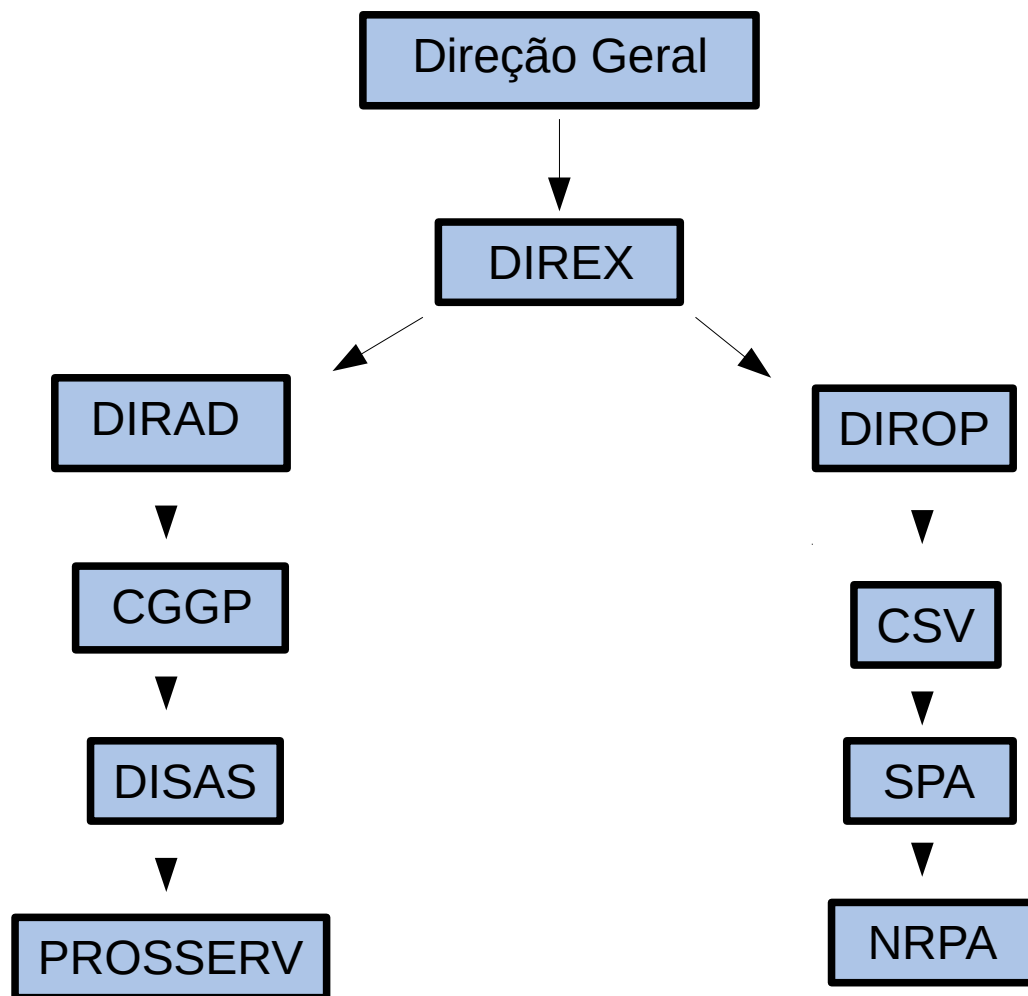 Direção Geral
DIREX
DIRAD
DIROP
CGGP
CSV
DISAS
SPA
PROSSERV
NRPA